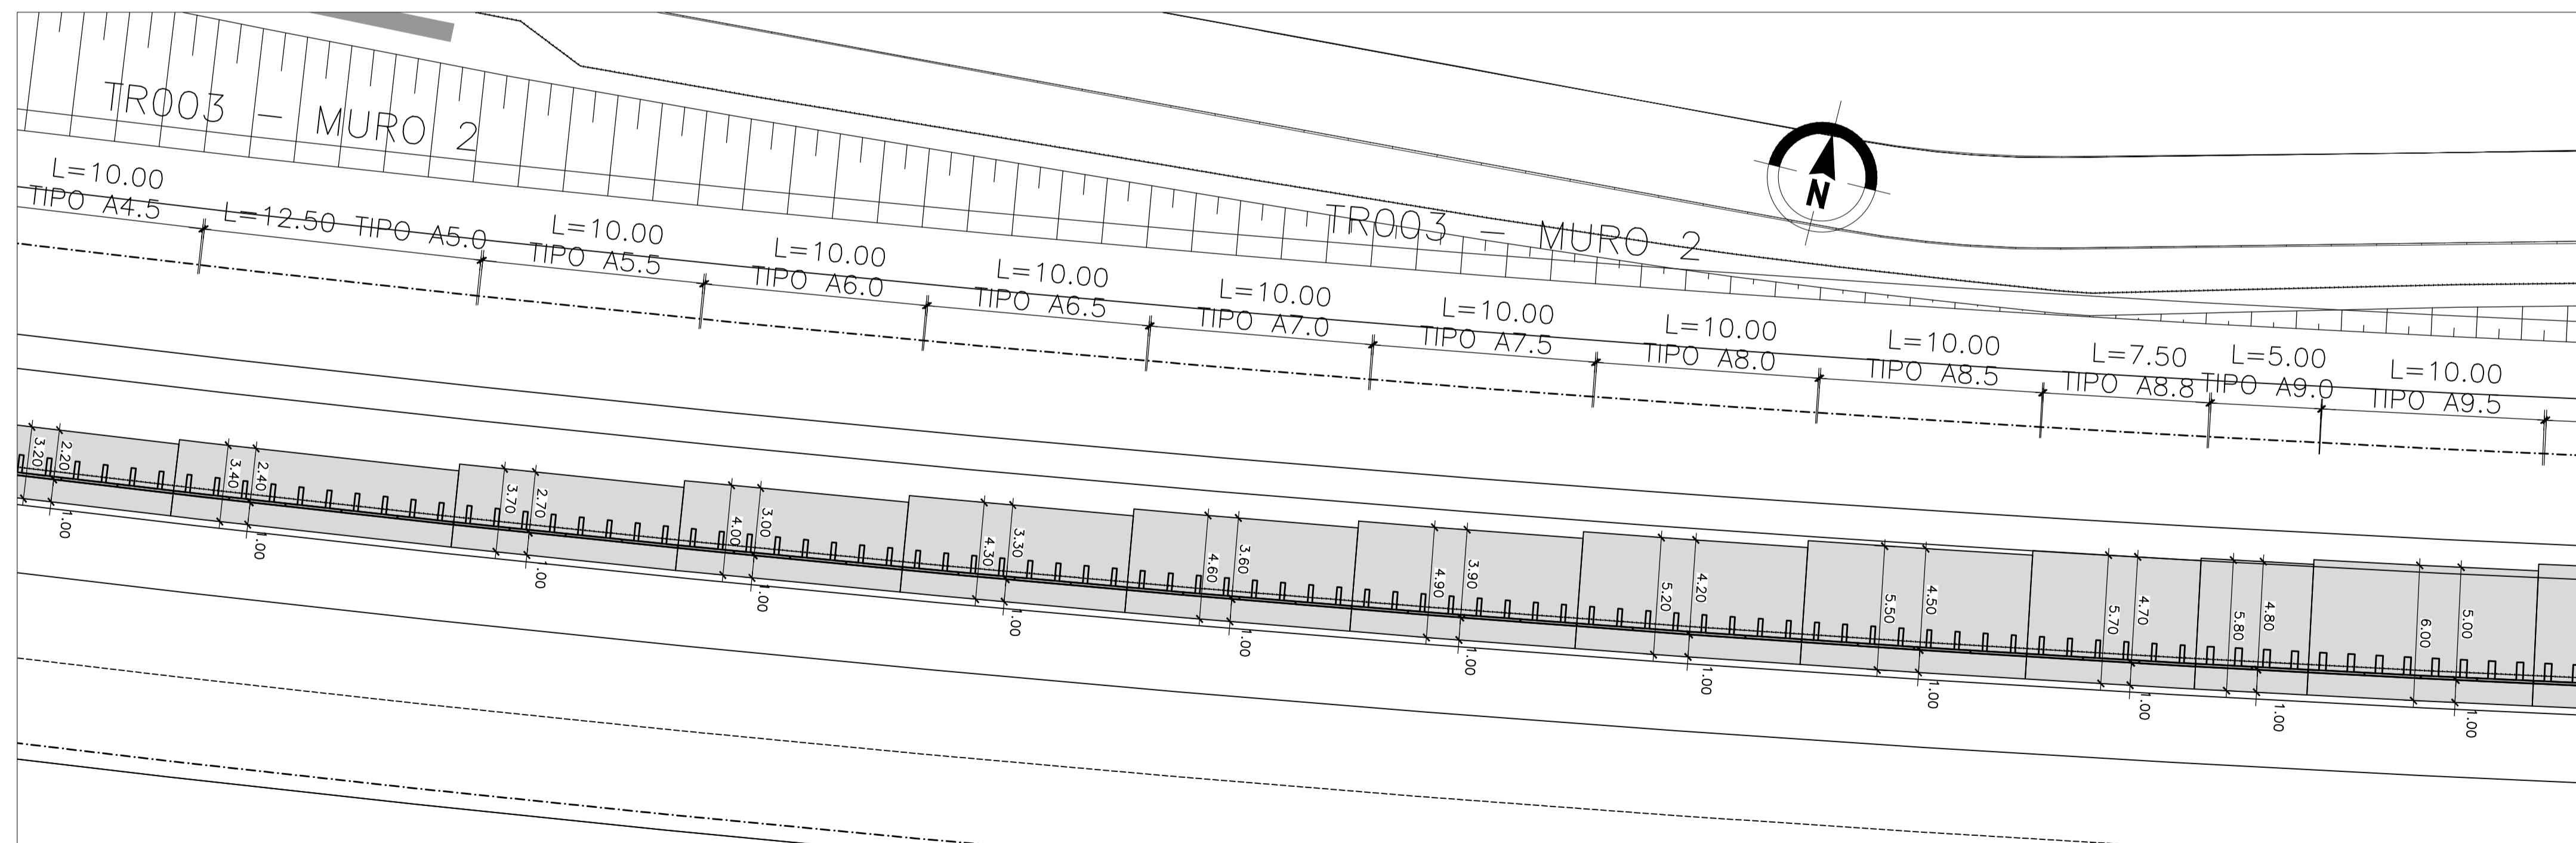 TR003 - MURO 2
TR003 - MURO 2
N
L=10.00
TIPO A4.5
L=12.50 TIPO A5.0
L=10.00
TIPO A5.5
L=10.00
TIPO A6.0
L=10.00
TIPO A6.5
L=10.00
TIPO A7.0
L=10.00
TIPO A7.5
L=10.00
TIPO A8.0
L=10.00
TIPO A8.5
L=7.50
TIPO A8.8
L=5.00
TIPO A9.0
L=10.00
TIPO A9.5
3.20
2.20
1.00
3.40
2.40
1.00
3.70
2.70
1.00
4.00
3.00
1.00
4.30
3.30
1.00
4.60
3.60
1.00
4.90
3.90
1.00
5.20
4.20
1.00
5.50
4.50
1.00
5.70
4.70
1.00
5.80
4.80
1.00
6.00
5.00
1.00